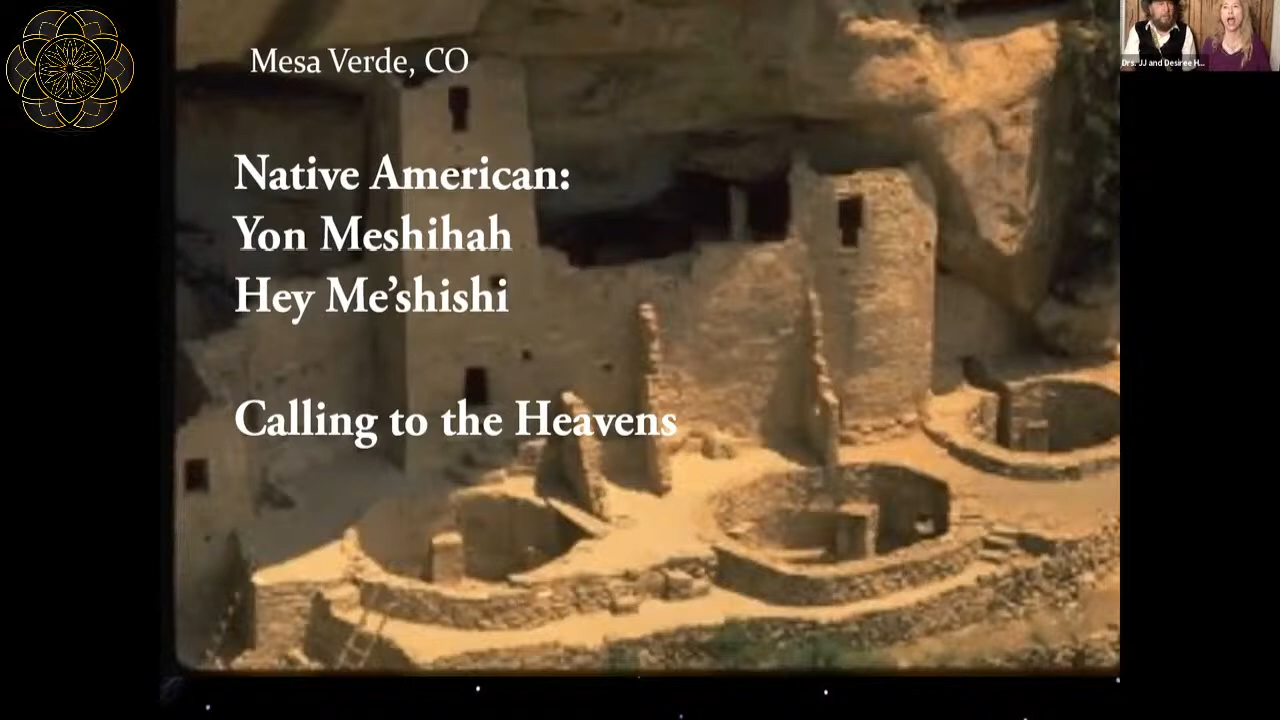 Mesa Verde, CO
Native American:
Yon Meshihah
Hey Me’shishi
Calling to the Heavens
Drs. JJ and Desiree H...